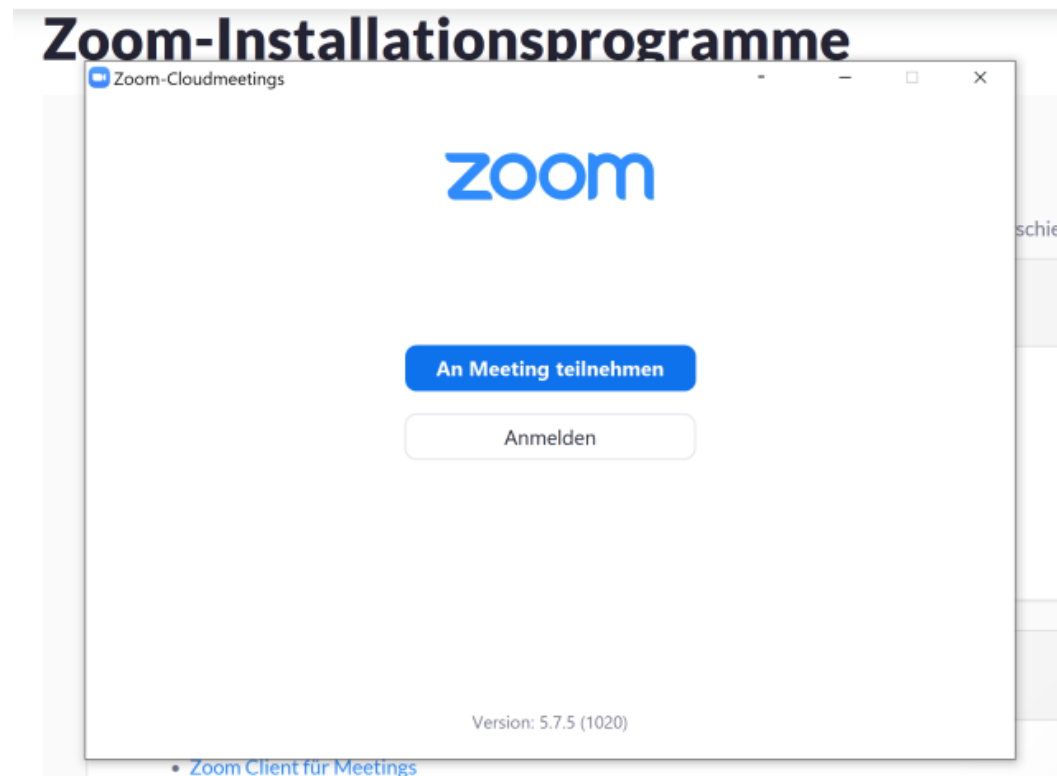 Zoom-Installationsprogramme
Zoom-Cloudmeetings
zoom
schie
An Meeting teilnehmen
Anmelden
Version: 5.7.5 (1020)
• Zoom Client für Meetings